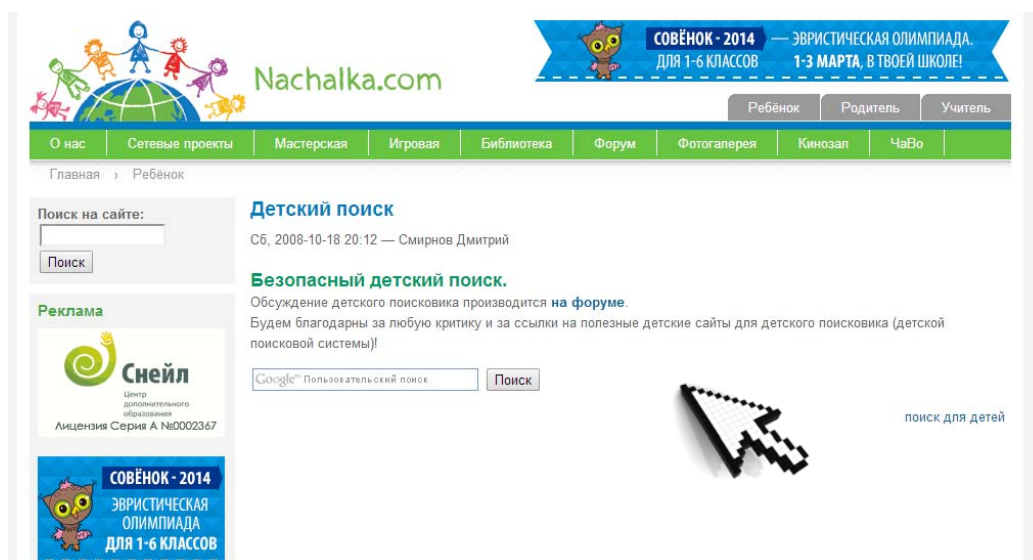 СОВЁНОК - 2014 — ЭВРИСТИЧЕСКАЯ ОЛИМПИАДА.
ДЛЯ 1-6 КЛАССОВ 1-3 МАРТА, В ТВОЕЙ ШКОЛЕ!
Nachalka.com
Ребёнок Родитель Учитель
О нас Сетевые проекты Мастерская Игровая Библиотека Форум Фотогалерея Кинозал ЧаВо
Главная › Ребёнок
Поиск на сайте:
Поиск
Реклама
Снейл
Центр
дополнительного
образования
Лицензия Серия А №0002367
СОВЁНОК - 2014
ЭВРИСТИЧЕСКАЯ
ОЛИМПИАДА
ДЛЯ 1-6 КЛАССОВ
Детский поиск
Сб, 2008-10-18 20:12 — Смирнов Дмитрий
Безопасный детский поиск.
Обсуждение детского поисковика производится на форуме.
Будем благодарны за любую критику и за ссылки на полезные детские сайты для детского поисковика (детской
поисковой системы)!
Google™ Пользовательский поиск Поиск
поиск для детей